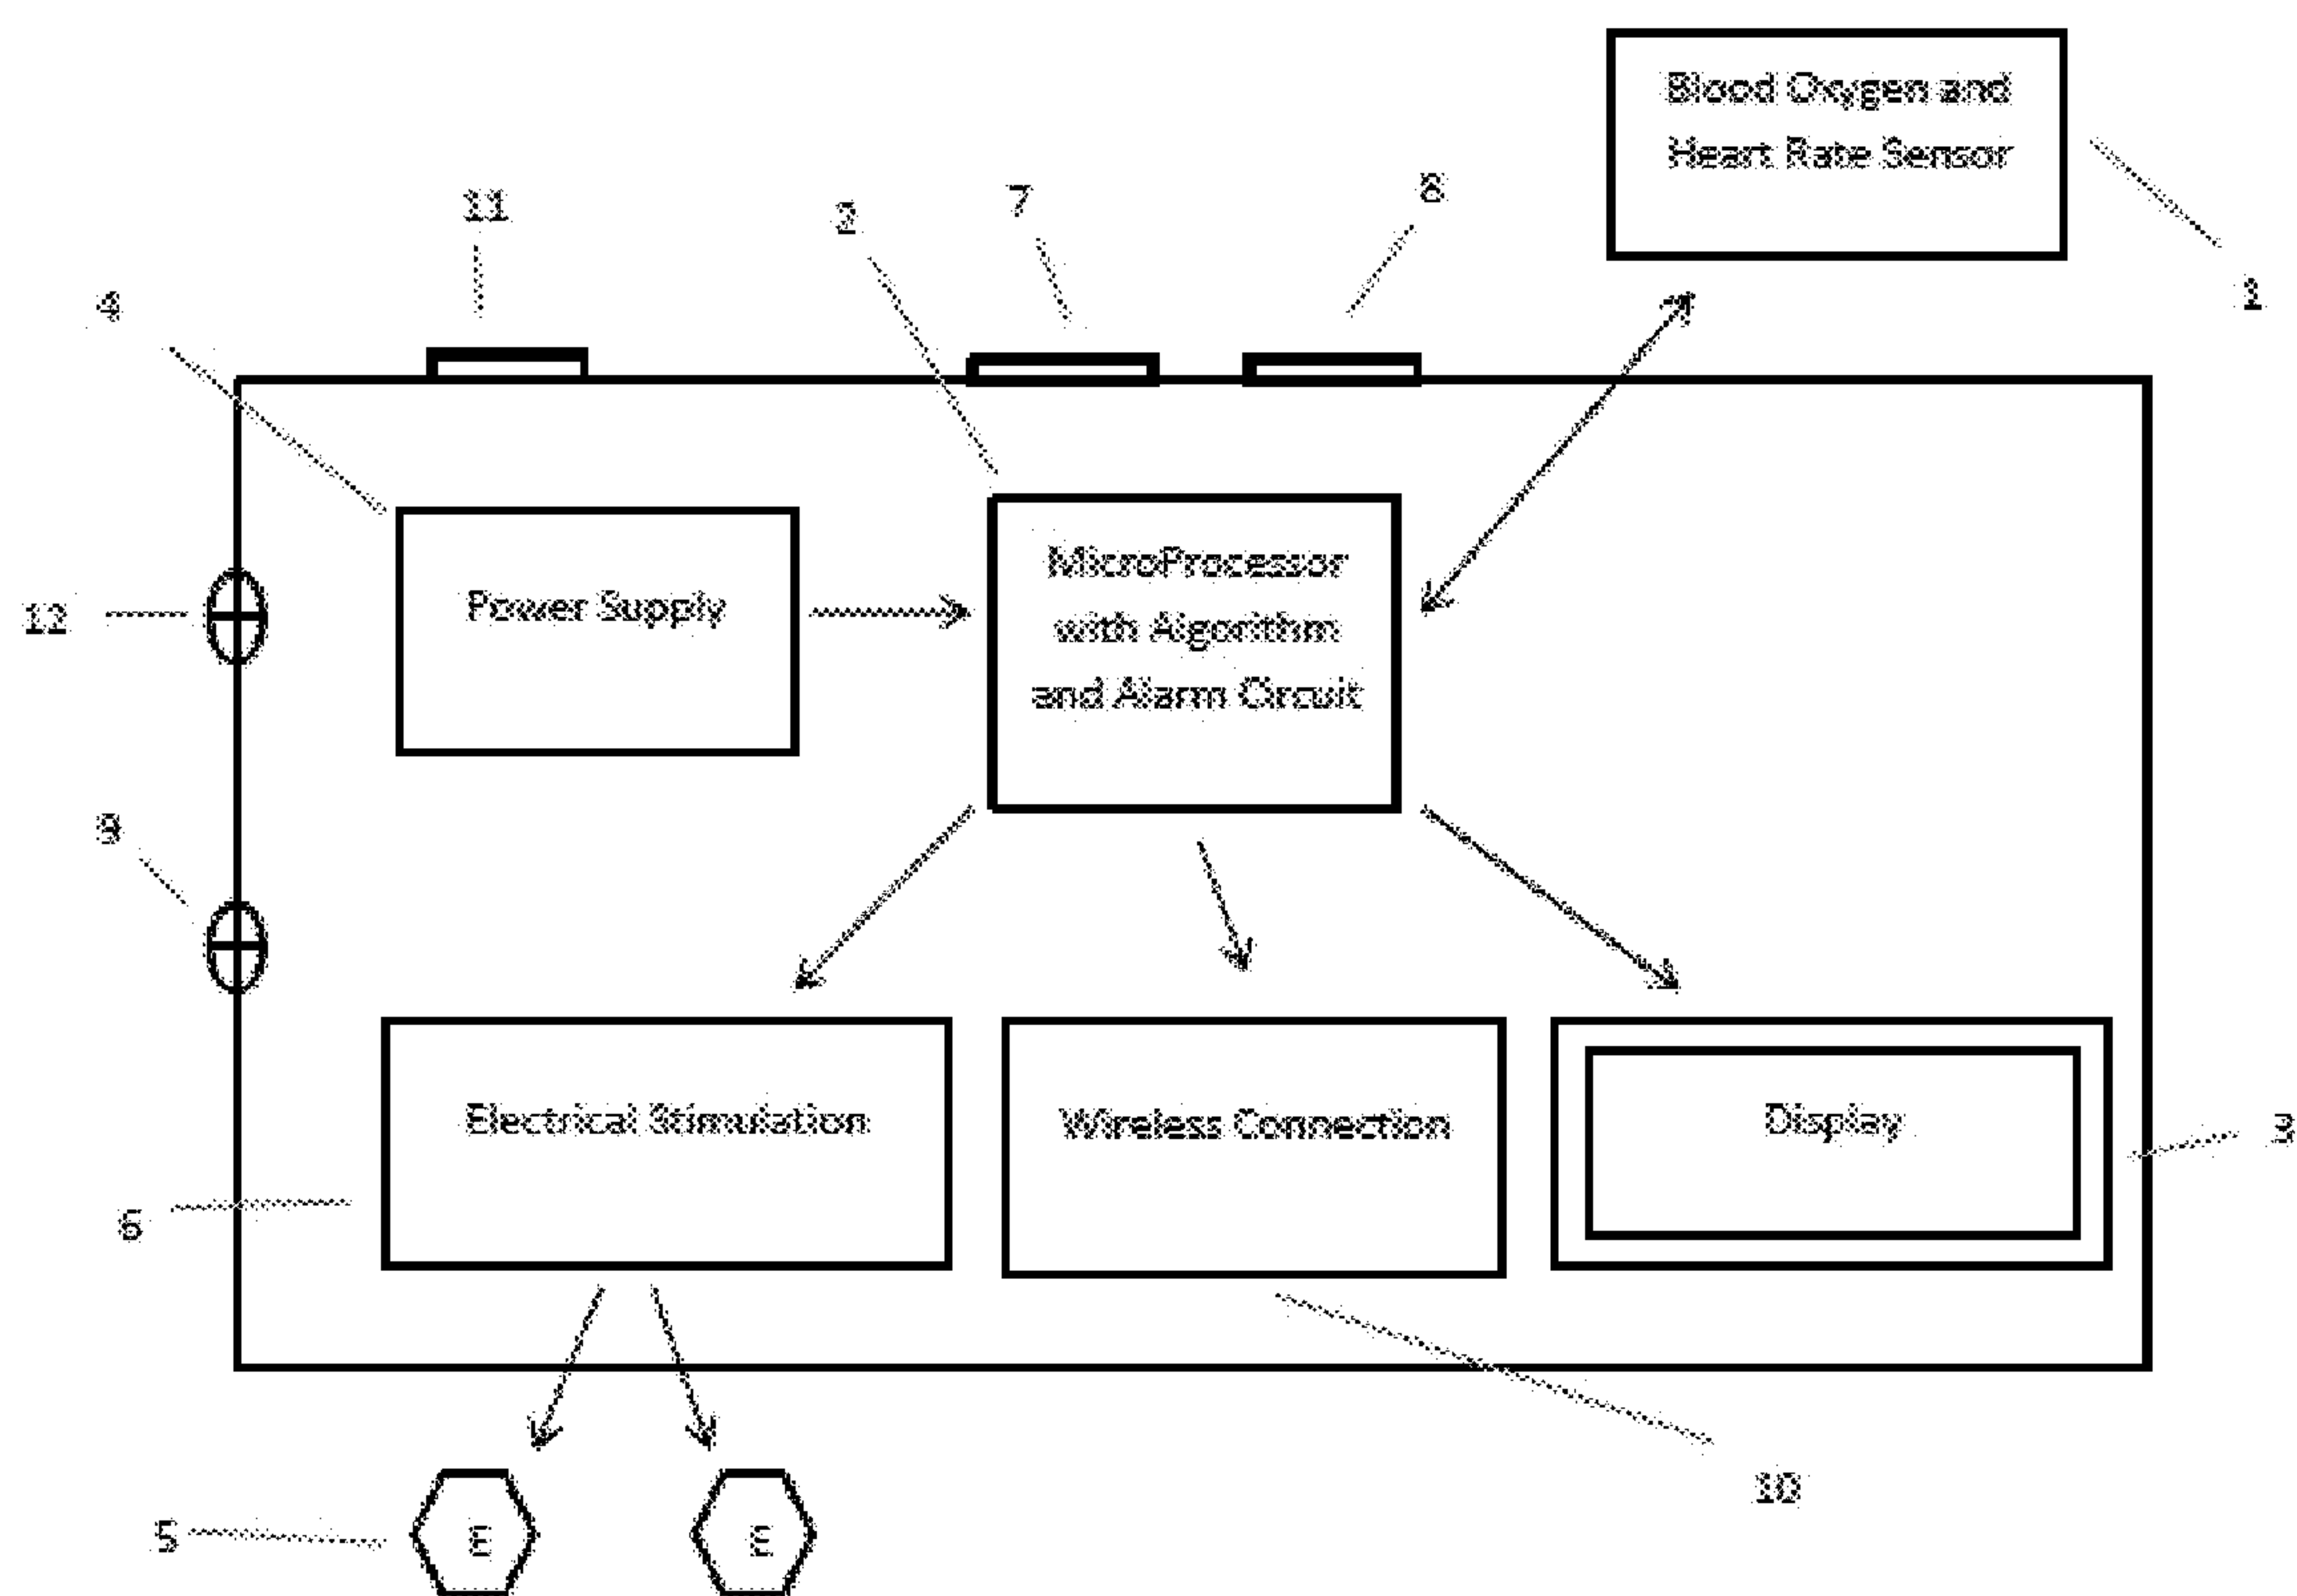 Blood Oxygen and
Heart Rate Sensor
1
11
2
7
8
4
MicroProcessor
with Algorithm
and Alarm Circuit
Power Supply
12
9
Electrical Stimulation
Wireless Connection
Display
3
6
10
5
E
E